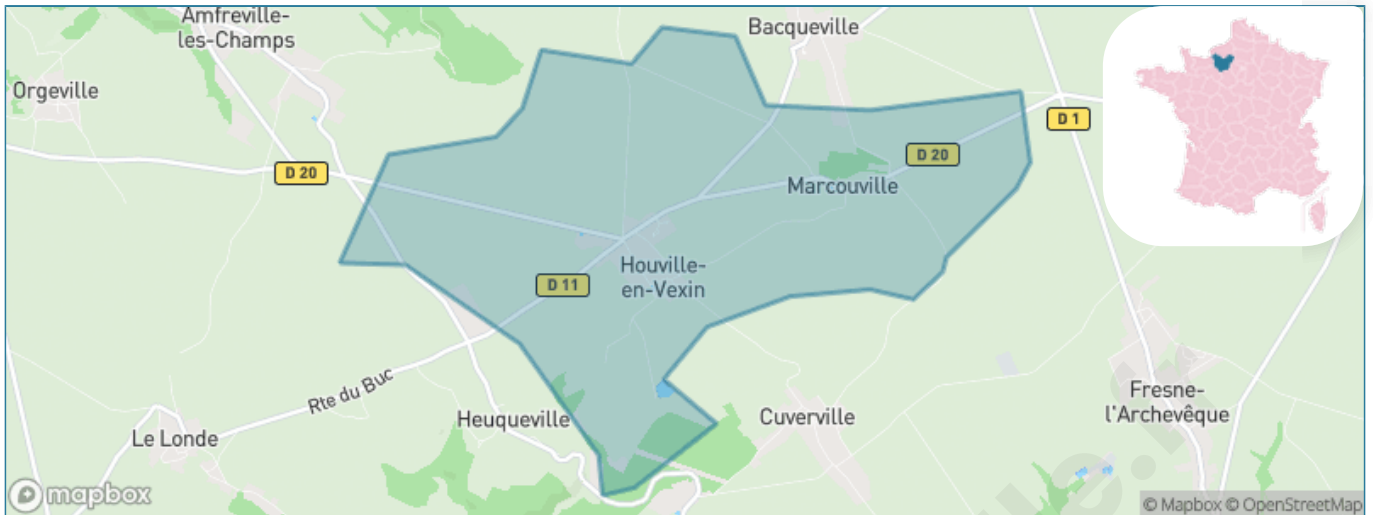 Amfreville-
les-Champs
Bacqueville
Orgeville
D 1
D 20
D 20
Marcouville
Houville-
en-Vexin
D 11
Rte du Buc
Heuqueville
Cuverville
Fresne-
l'Archevêque
Le Londe
mapbox
© Mapbox © OpenStreetMap